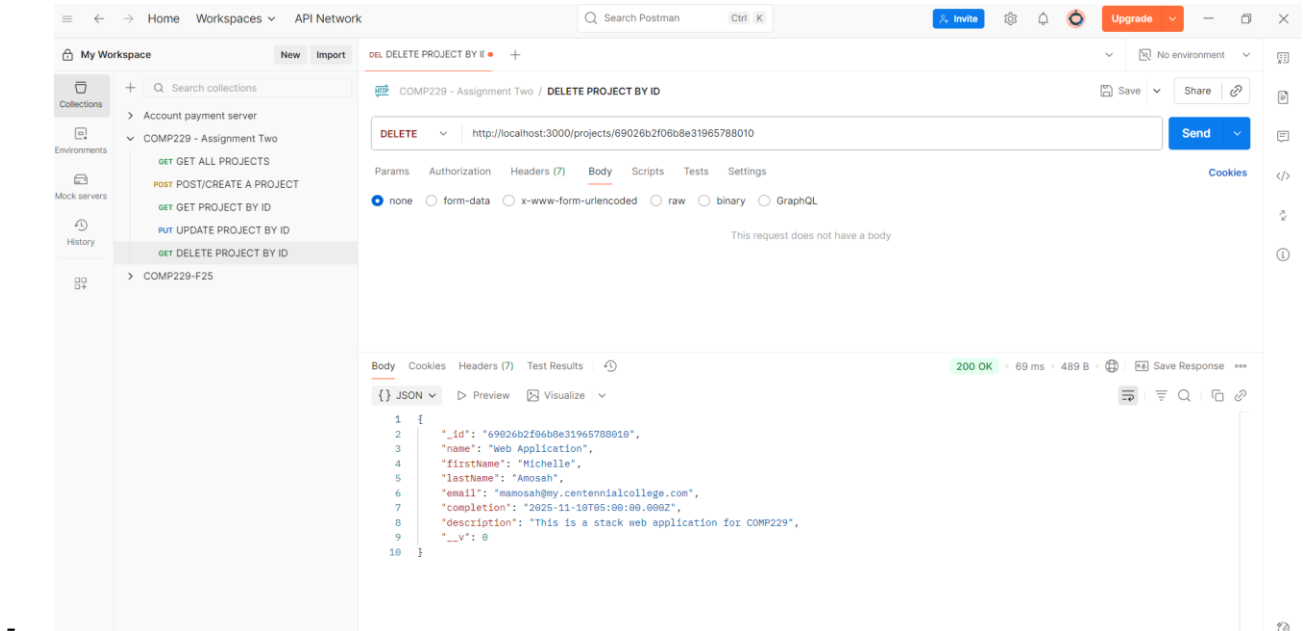 Home Workspaces API Network Search Postman Ctrl K Invite Upgrade
My Workspace New Import DEL DELETE PROJECT BY I No environment
Collections Search collections
Account payment server
COMP229 - Assignment Two
GET GET ALL PROJECTS
POST POST/CREATE A PROJECT
GET GET PROJECT BY ID
PUT UPDATE PROJECT BY ID
GET DELETE PROJECT BY ID
COMP229-F25
Environments
Mock servers
History
HTTP COMP229 - Assignment Two / DELETE PROJECT BY ID Save Share
DELETE http://localhost:3000/projects/69026b2f06b8e31965788010 Send
Params Authorization Headers (7) Body Scripts Tests Settings Cookies
none form-data x-www-form-urlencoded raw binary GraphQL
This request does not have a body
Body Cookies Headers (7) Test Results 200 OK • 69 ms • 489 B • Save Response
{} JSON Preview Visualize
1 {
2 "_id": "69026b2f06b8e31965788010",
3 "name": "Web Application",
4 "firstName": "Michelle",
5 "lastName": "Amosah",
6 "email": "mamosah@my.centennialcollege.com",
7 "completion": "2025-11-10T05:00:00.000Z",
8 "description": "This is a stack web application for COMP229",
9 "__v": 0
10 }